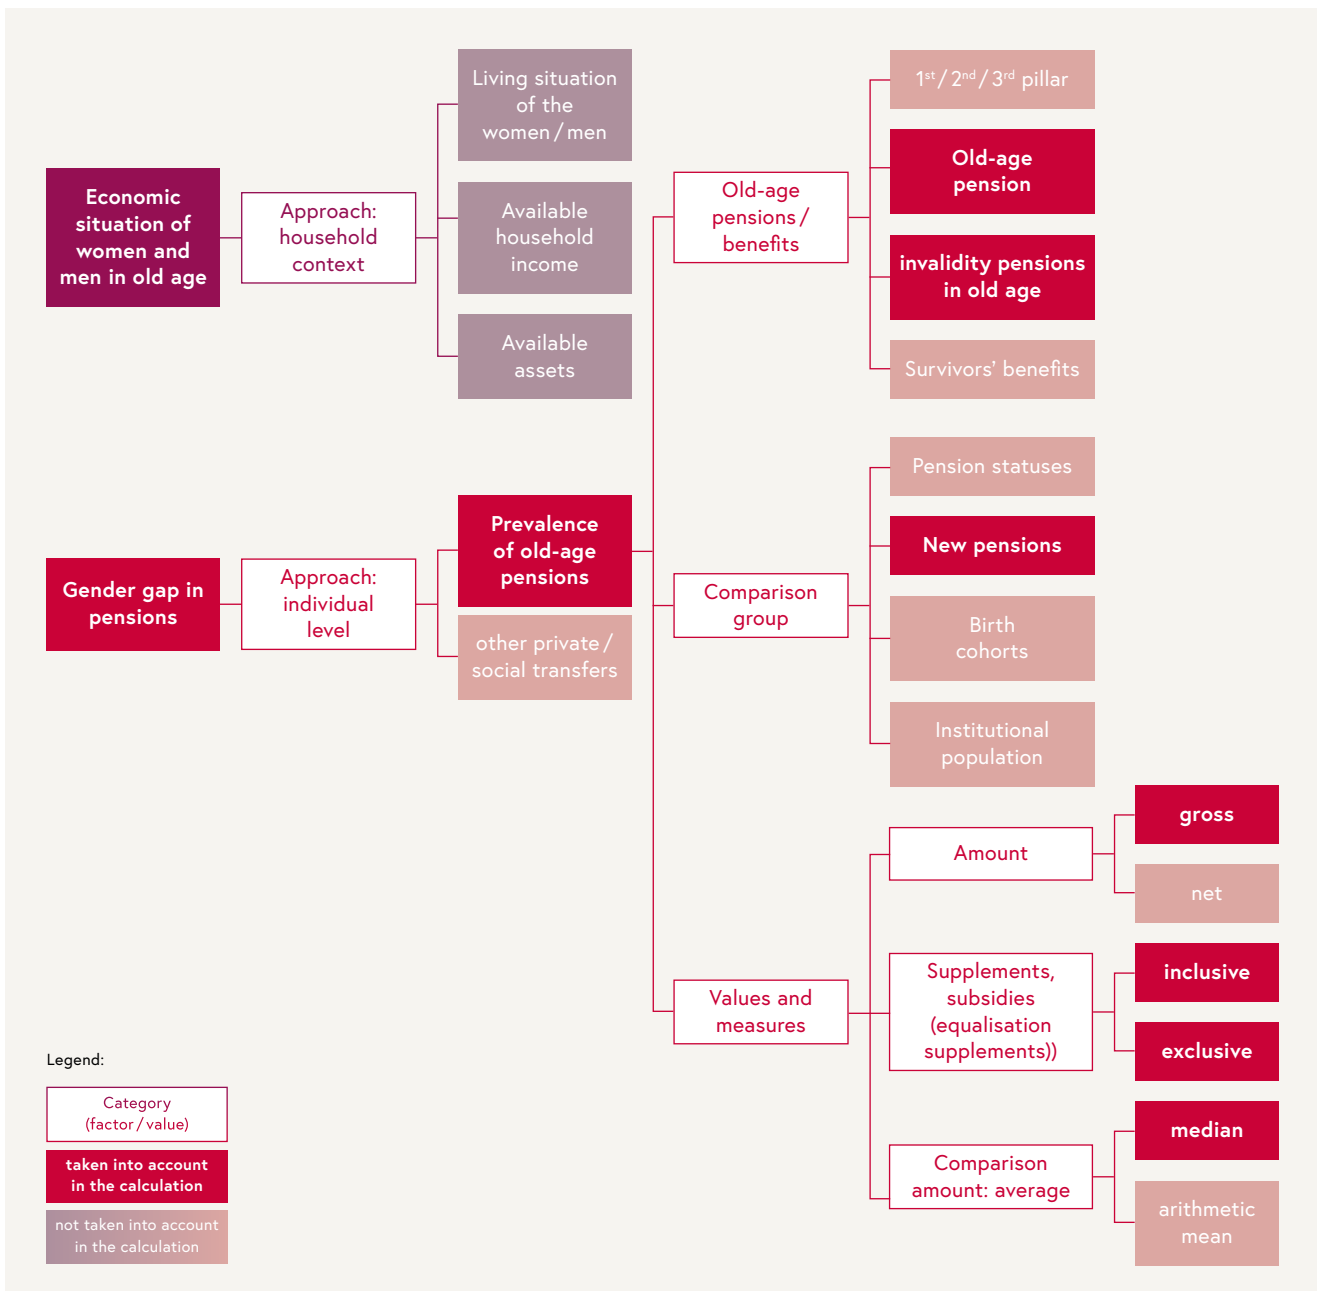 Economic
situation of
women and
men in old age
Approach:
household
context
Living situation
of the
women / men
Available
household
income
Available
assets
Gender gap in
pensions
Approach:
individual
level
Prevalence
of old-age
pensions
other private /
social transfers
Old-age
pensions /
benefits
1st / 2nd / 3rd pillar
Old-age
pension
invalidity pensions
in old age
Survivors' benefits
Comparison
group
Pension statuses
New pensions
Birth
cohorts
Institutional
population
Values and
measures
Amount
gross
net
Supplements,
subsidies
(equalisation
supplements))
inclusive
exclusive
Comparison
amount: average
median
arithmetic
mean
Legend:
Category
(factor / value)
taken into account
in the calculation
not taken into account
in the calculation